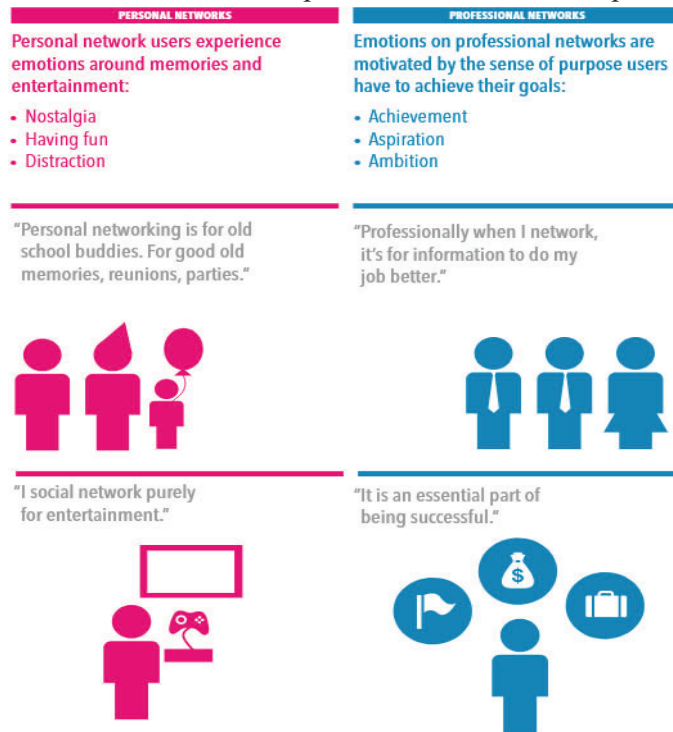 PERSONAL NETWORKS
Personal network users experience
emotions around memories and
entertainment:
• Nostalgia
• Having fun
• Distraction
"Personal networking is for old
school buddies. For good old
memories, reunions, parties."
"I social network purely
for entertainment."
PROFESSIONAL NETWORKS
Emotions on professional networks are
motivated by the sense of purpose users
have to achieve their goals:
• Achievement
• Aspiration
• Ambition
"Professionally when I network,
it's for information to do my
job better."
"It is an essential part of
being successful."
$